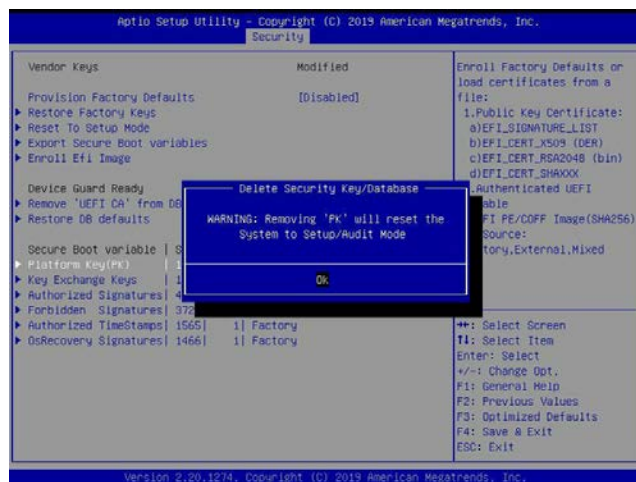 Aptio Setup Utility – Copyright (C) 2019 American Megatrends, Inc.
Security
Vendor Keys Modified
Provision Factory Defaults [Disabled]
Restore Factory Keys
Reset To Setup Mode
Export Secure Boot variables
Enroll Efi Image
Device Guard Ready
Remove 'UEFI CA' from DB
Restore DB defaults
Secure Boot variable | S
Platform Key(PK) | 1
Key Exchange Keys | 1
Authorized Signatures| 4
Forbidden Signatures| 372
Authorized TimeStamps| 1565| 1| Factory
OsRecovery Signatures| 1466| 1| Factory
Delete Security Key/Database
WARNING: Removing 'PK' will reset the
System to Setup/Audit Mode
Ok
Enroll Factory Defaults or
load certificates from a
file:
1.Public Key Certificate:
a)EFI_SIGNATURE_LIST
b)EFI_CERT_X509 (DER)
c)EFI_CERT_RSA2048 (bin)
d)EFI_CERT_SHAXXX
.Authenticated UEFI
able
FI PE/COFF Image(SHA256)
Source:
tory,External,Mixed
→←: Select Screen
↑↓: Select Item
Enter: Select
+/-: Change Opt.
F1: General Help
F2: Previous Values
F3: Optimized Defaults
F4: Save & Exit
ESC: Exit
Version 2.20.1274. Copyright (C) 2019 American Megatrends, Inc.